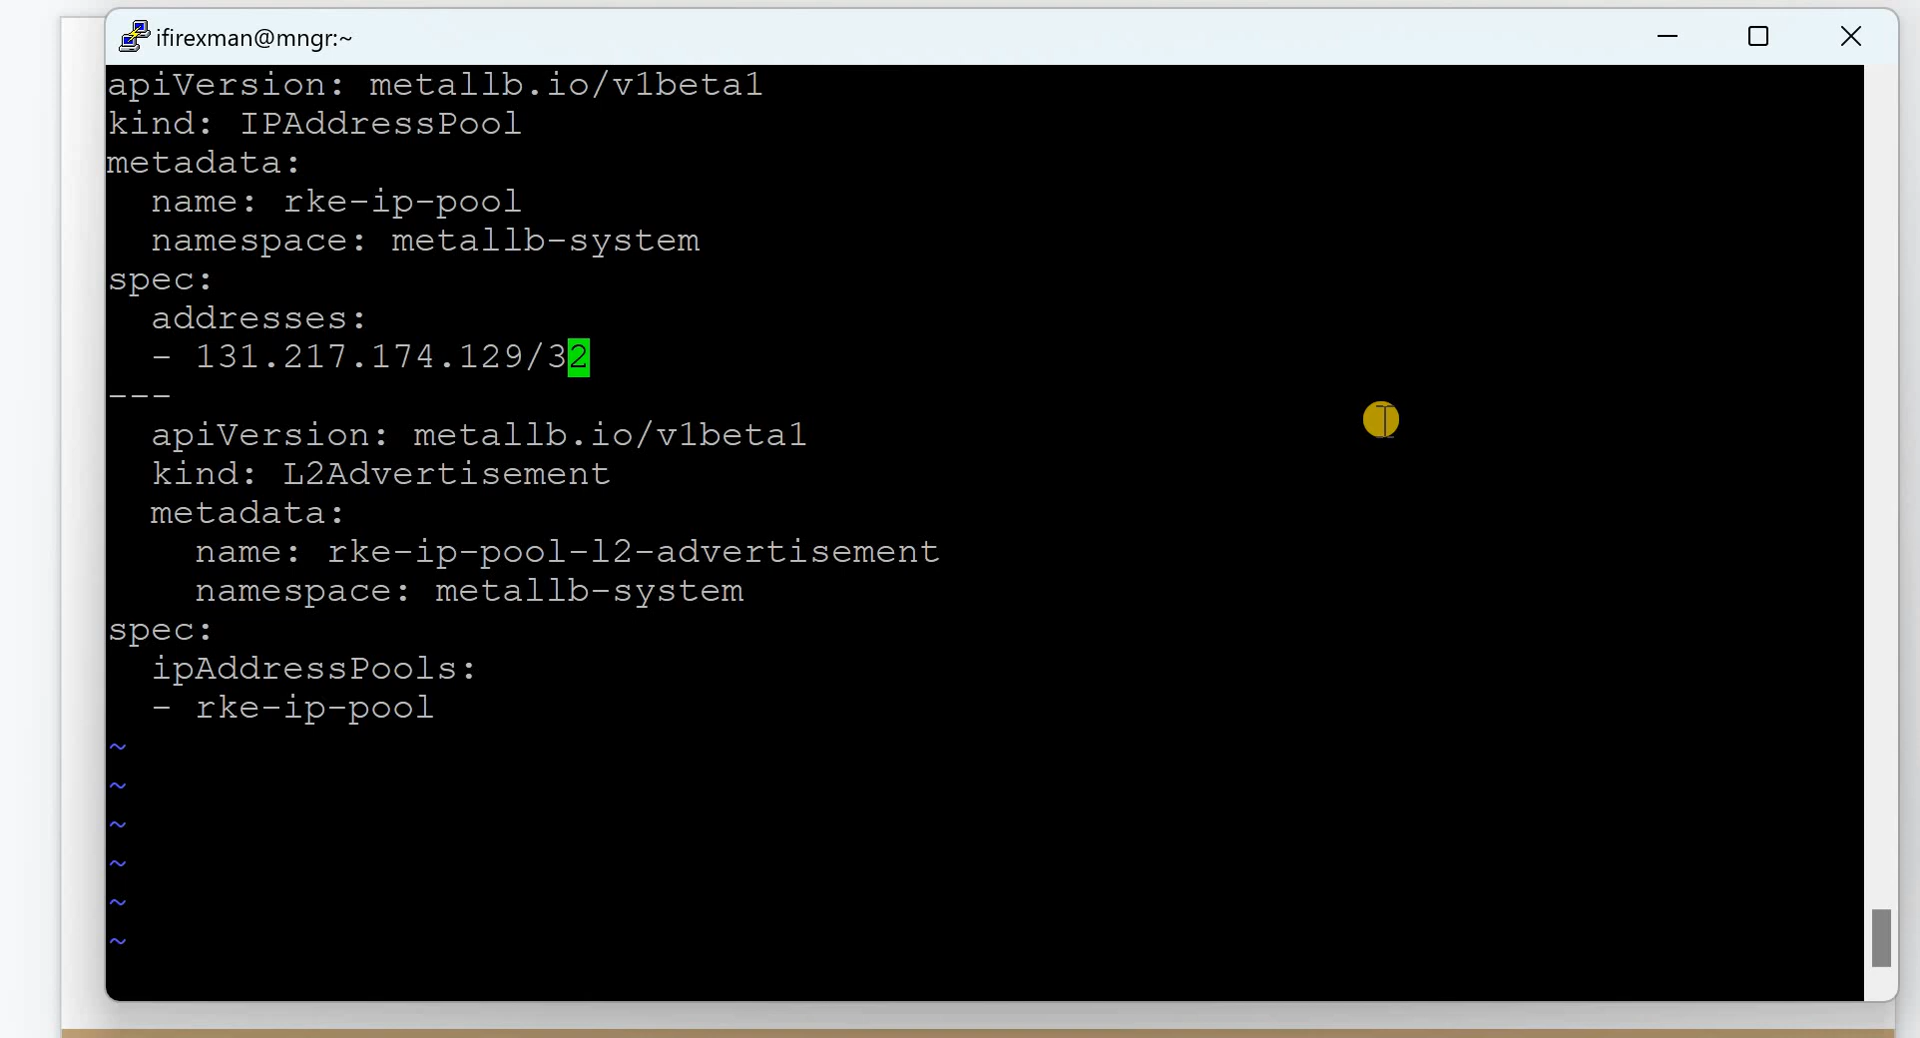 ifirexman@mngr:~
apiVersion: metallb.io/v1beta1
kind: IPAddressPool
metadata:
  name: rke-ip-pool
  namespace: metallb-system
spec:
  addresses:
  - 131.217.174.129/32
---
  apiVersion: metallb.io/v1beta1
  kind: L2Advertisement
  metadata:
    name: rke-ip-pool-l2-advertisement
    namespace: metallb-system
spec:
  ipAddressPools:
  - rke-ip-pool
~
~
~
~
~
~